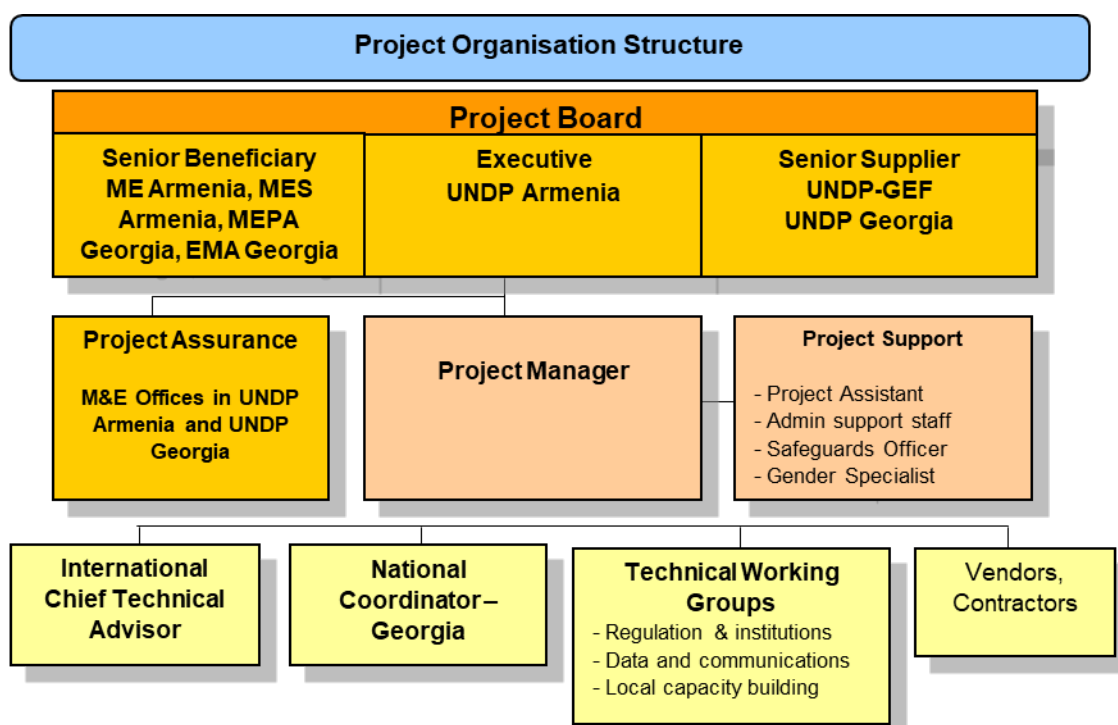 Project Organisation Structure
Project Board
Senior Beneficiary
ME Armenia, MES
Armenia, MEPA
Georgia, EMA Georgia
Executive
UNDP Armenia
Senior Supplier
UNDP-GEF
UNDP Georgia
Project Assurance
M&E Offices in UNDP
Armenia and UNDP
Georgia
Project Manager
Project Support
- Project Assistant
- Admin support staff
- Safeguards Officer
- Gender Specialist
International
Chief Technical
Advisor
National
Coordinator –
Georgia
Technical Working
Groups
- Regulation & institutions
- Data and communications
- Local capacity building
Vendors,
Contractors